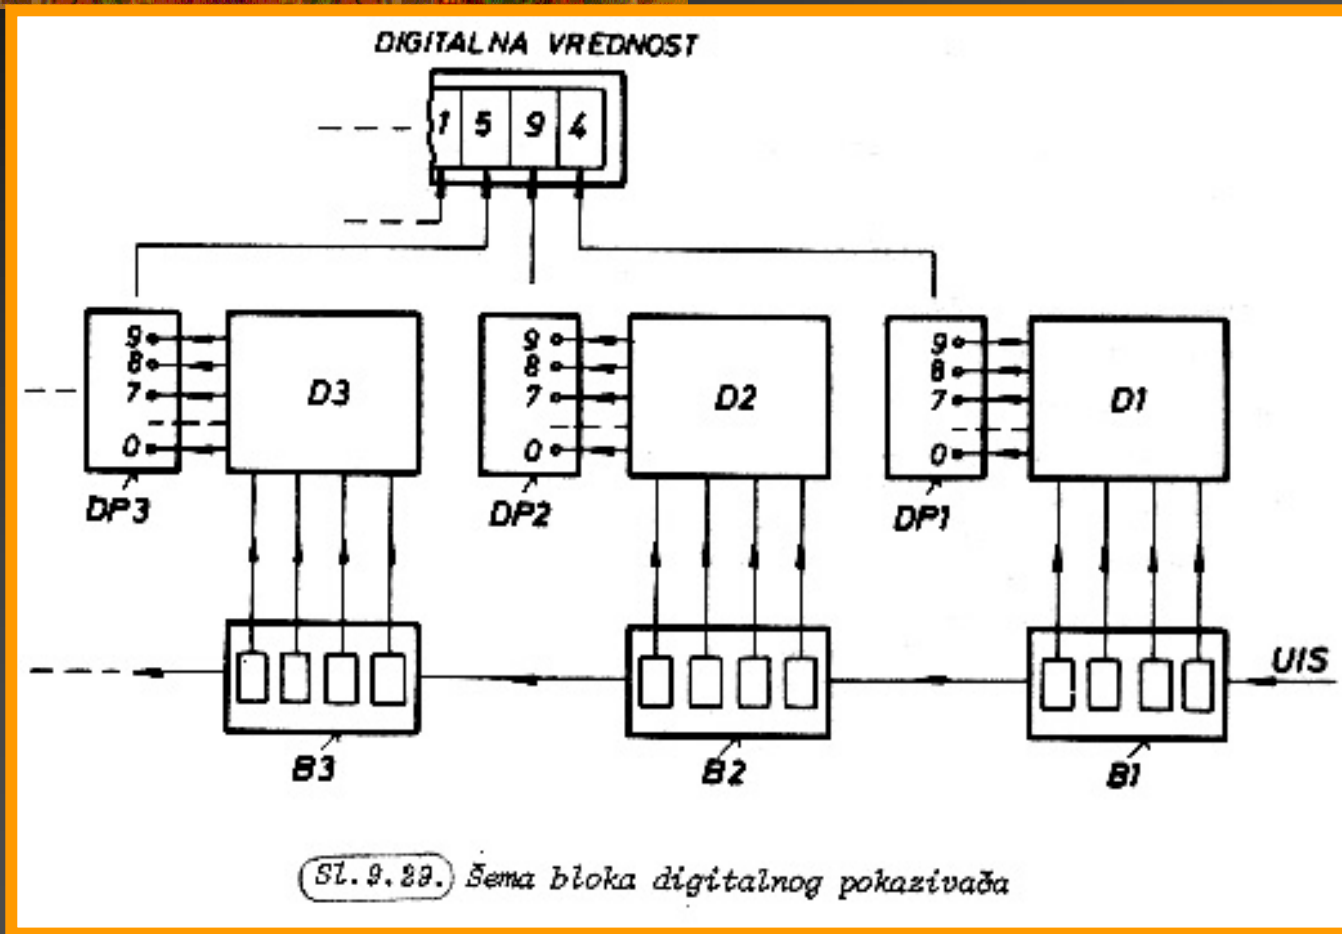 DIGITALNA VREDNOST
1 5 9 4
9
8
7
0
D3
DP3
9
8
7
0
D2
DP2
9
8
7
0
D1
DP1
UIS
B3
B2
B1
Sl.9.29. Šema bloka digitalnog pokazivača